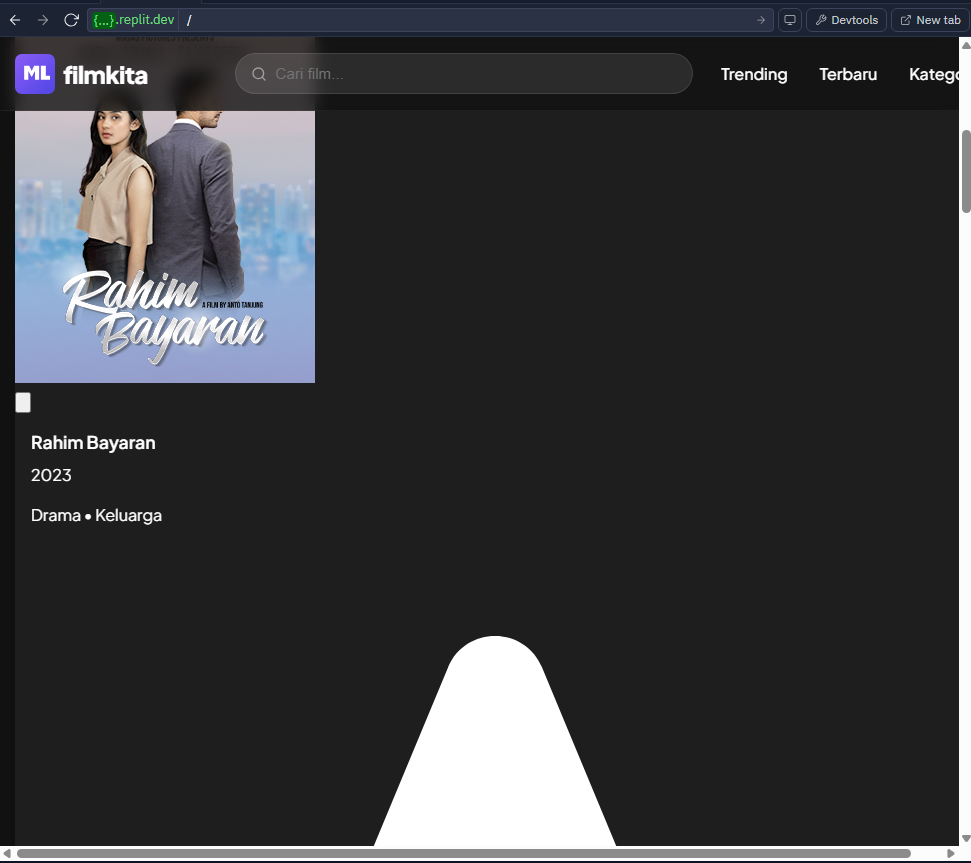 {...}.replit.dev /
Devtools
New tab
ML filmkita
Cari film...
Trending
Terbaru
Katego
Rahim
A FILM BY ANTO TANJUNG
Bayaran
Rahim Bayaran
2023
Drama • Keluarga